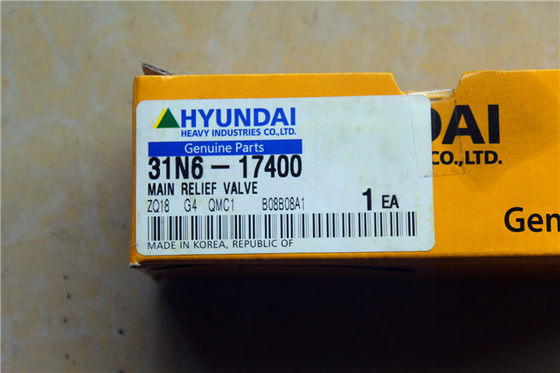 HYUNDAI
HEAVY INDUSTRIES CO.,LTD.
Genuine Parts
31N6-17400
MAIN RELIEF VALVE
1 EA
ZQ18 G4 QMC1 B08B08A1
MADE IN KOREA, REPUBLIC OF
DAI
CO.,LTD.
Gen